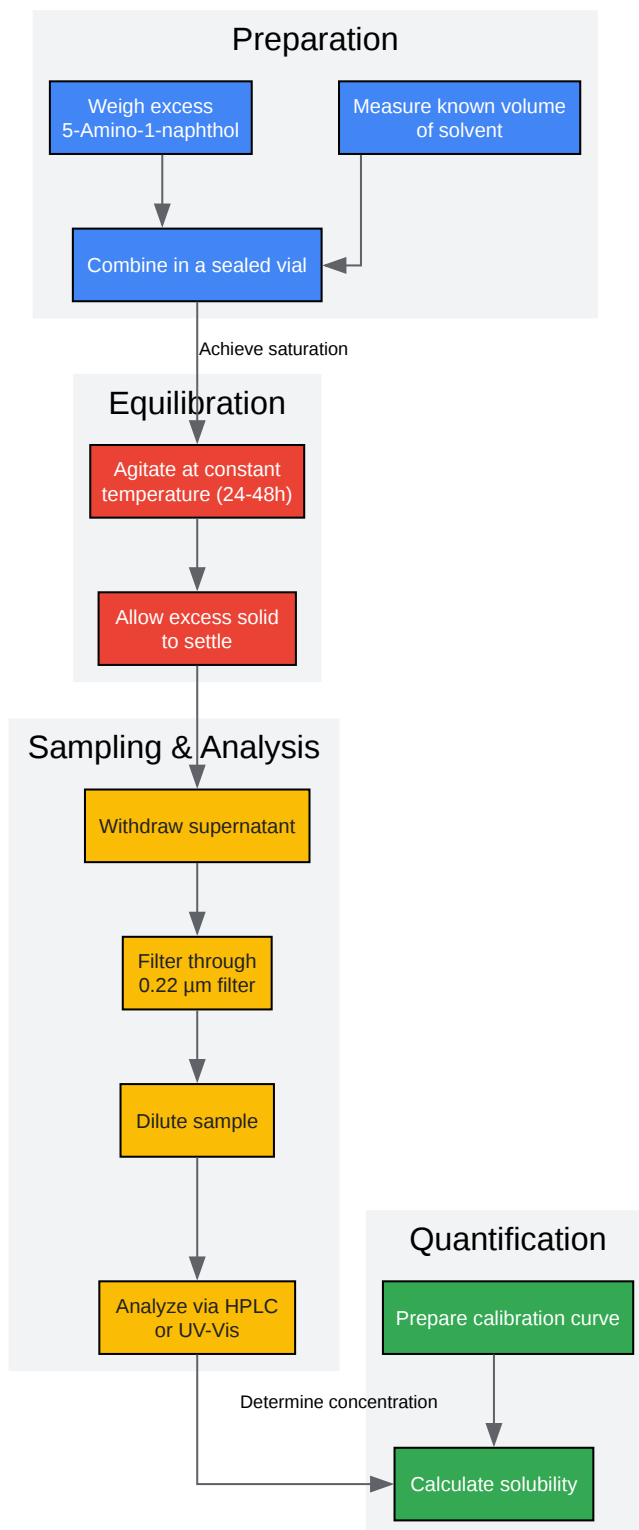 Preparation
Weigh excess
5-Amino-1-naphthol
Measure known volume
of solvent
Combine in a sealed vial
Achieve saturation
Equilibration
Agitate at constant
temperature (24-48h)
Allow excess solid
to settle
Sampling & Analysis
Withdraw supernatant
Filter through
0.22 µm filter
Dilute sample
Analyze via HPLC
or UV-Vis
Quantification
Prepare calibration curve
Determine concentration
Calculate solubility